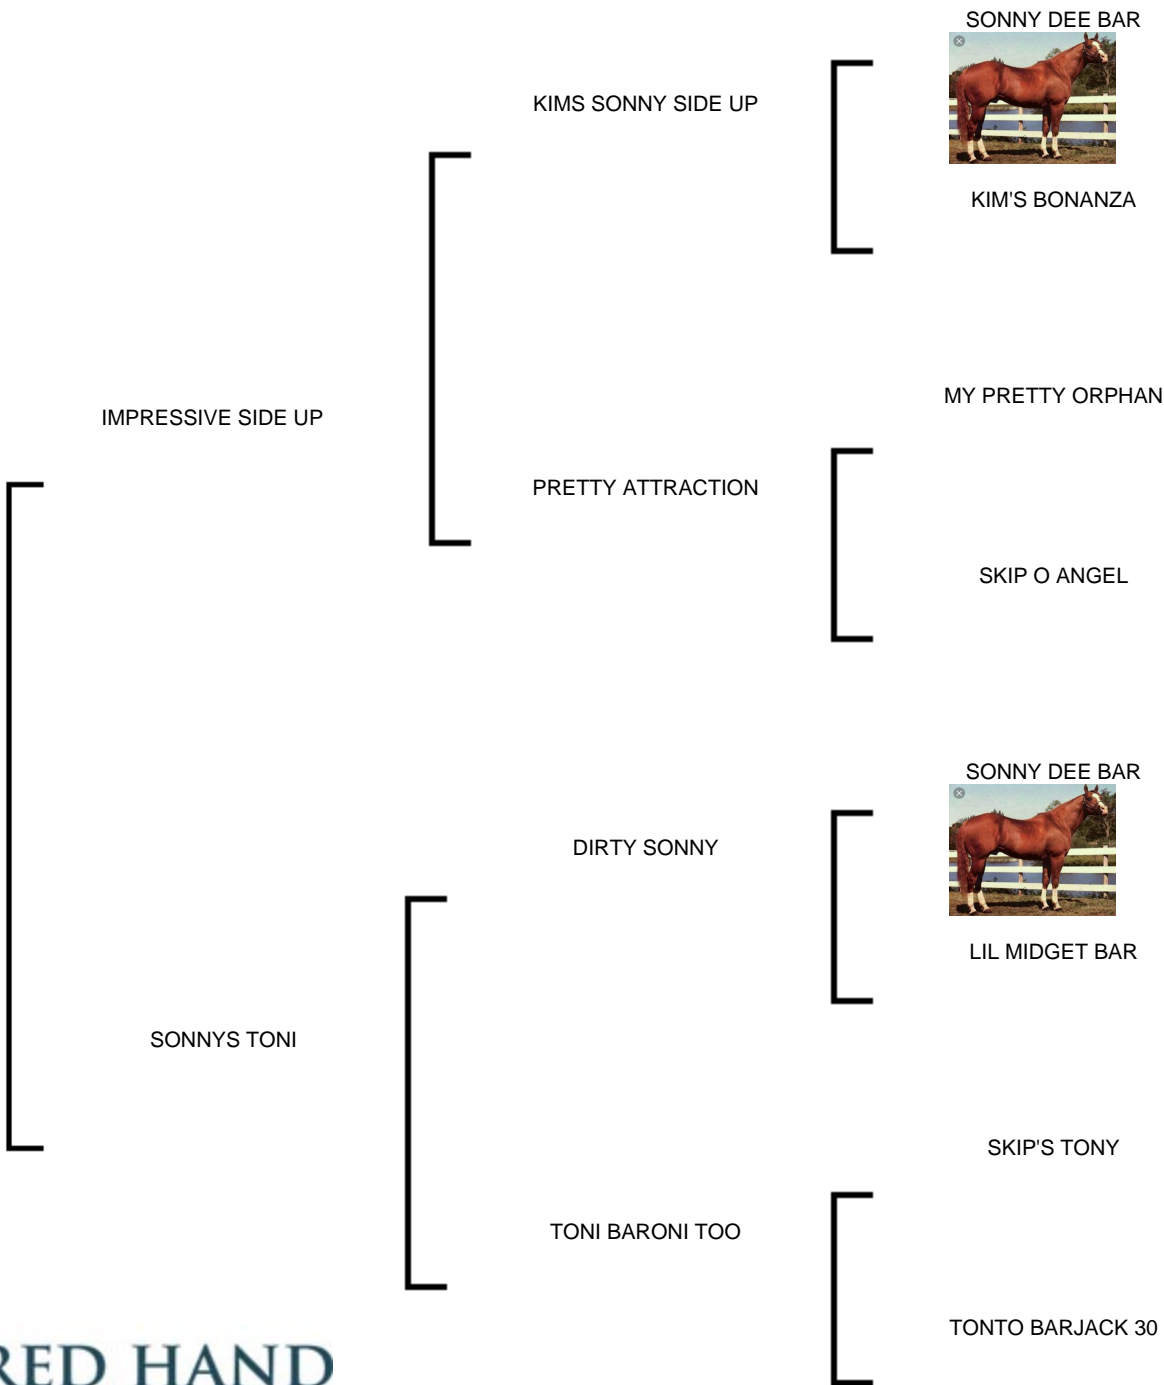 SONNY DEE BAR
KIMS SONNY SIDE UP
KIM'S BONANZA
MY PRETTY ORPHAN
IMPRESSIVE SIDE UP
PRETTY ATTRACTION
SKIP O ANGEL
SONNY DEE BAR
DIRTY SONNY
LIL MIDGET BAR
SONNYS TONI
SKIP'S TONY
TONI BARONI TOO
TONTO BARJACK 30
RED HAND